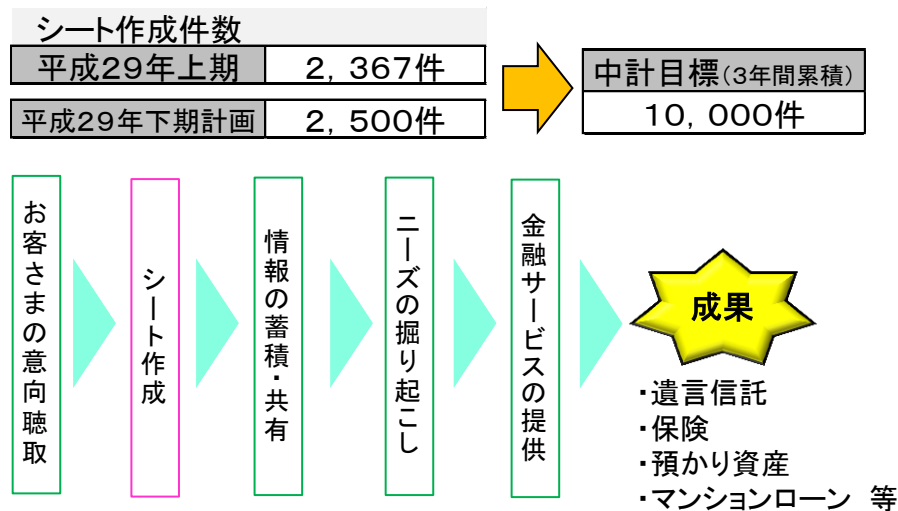 シート作成件数
平成29年上期 2,367件
平成29年下期計画 2,500件
中計目標(3年間累積)
10,000件
お客さまの意向聴取
シート作成
情報の蓄積・共有
ニーズの掘り起こし
金融サービスの提供
成果
・遺言信託
・保険
・預かり資産
・マンションローン 等